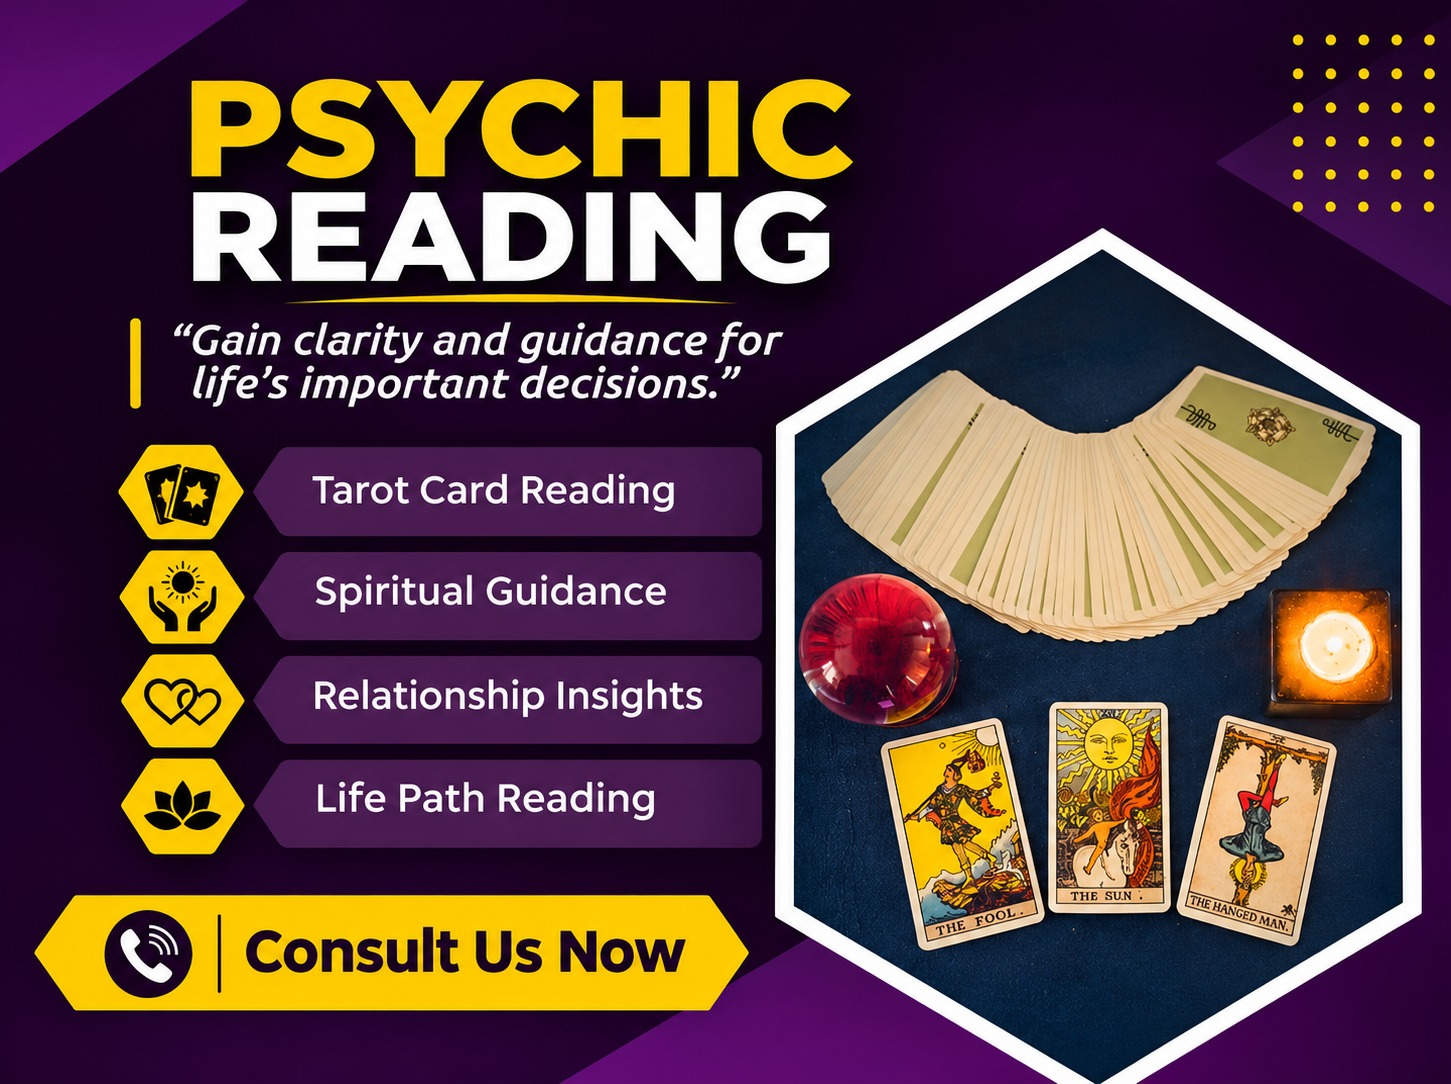 PSYCHIC
READING
“Gain clarity and guidance for
life’s important decisions.”
Tarot Card Reading
Spiritual Guidance
Relationship Insights
Life Path Reading
Consult Us Now
THE FOOL.
THE SUN.
THE HANGED MAN.